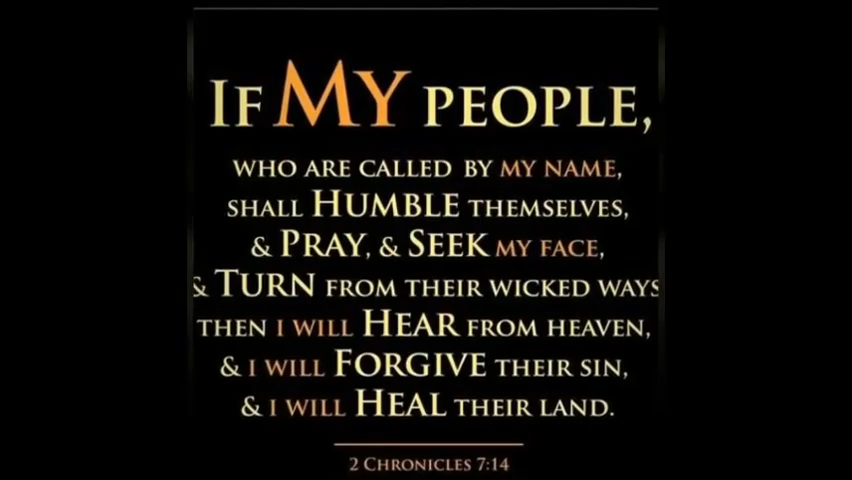 IF MY PEOPLE,
WHO ARE CALLED BY MY NAME,
SHALL HUMBLE THEMSELVES,
& PRAY, & SEEK MY FACE,
& TURN FROM THEIR WICKED WAYS
THEN I WILL HEAR FROM HEAVEN,
& I WILL FORGIVE THEIR SIN,
& I WILL HEAL THEIR LAND.
2 CHRONICLES 7:14